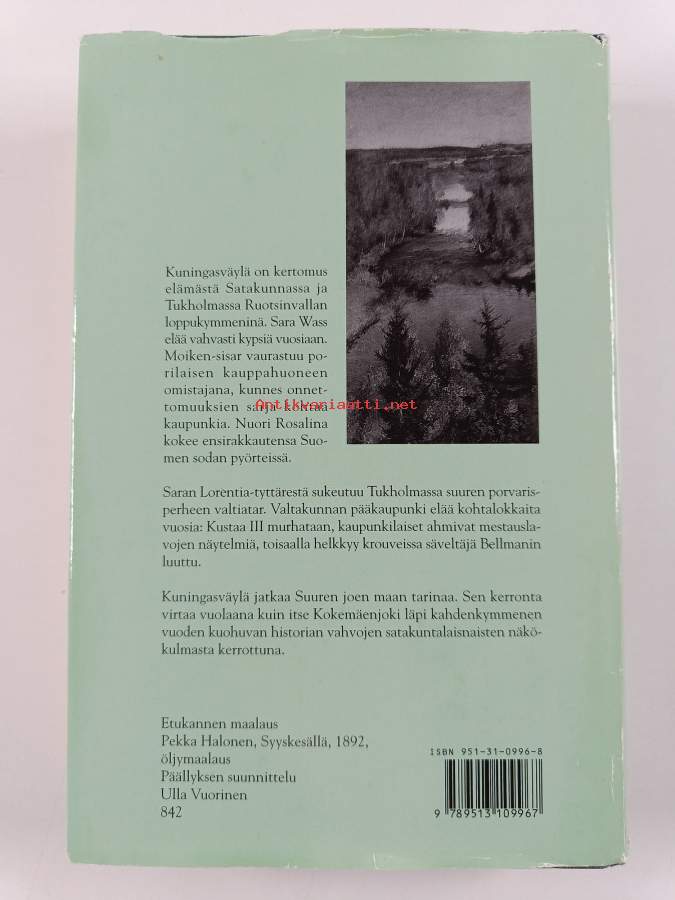 Kuningasväylä on kertomus
elämästä Satakunnassa ja
Tukholmassa Ruotsinvallan
loppukymmeninä. Sara Wass
elää vahvasti kypsiä vuosiaan.
Moiken-sisar vaurastuu po-
rilaisen kauppahuoneen
omistajana, kunnes onnet-
tomuuksien sarja kohtaa
kaupunkia. Nuori Rosalina
kokee ensirakkautensa Suo-
men sodan pyörteissä.
Antikvariaatti.net
Saran Lorentia-tyttärestä sukeutuu Tukholmassa suuren porvaris-
perheen valtiatar. Valtakunnan pääkaupunki elää kohtalokkaita
vuosia: Kustaa III murhataan, kaupunkilaiset ahmivat mestausla-
vojen näytelmiä, toisaalla helkkyy krouveissa säveltäjä Bellmanin
luuttu.
Kuningasväylä jatkaa Suuren joen maan tarinaa. Sen kerronta
virtaa vuolaana kuin itse Kokemäenjoki läpi kahdenkymmenen
vuoden kuohuvan historian vahvojen satakuntalaisnaisten näkö-
kulmasta kerrottuna.
Etukannen maalaus
Pekka Halonen, Syyskesällä, 1892,
öljymaalaus
Päällyksen suunnittelu
Ulla Vuorinen
842
ISBN 951-31-0996-8
9 789513 109967